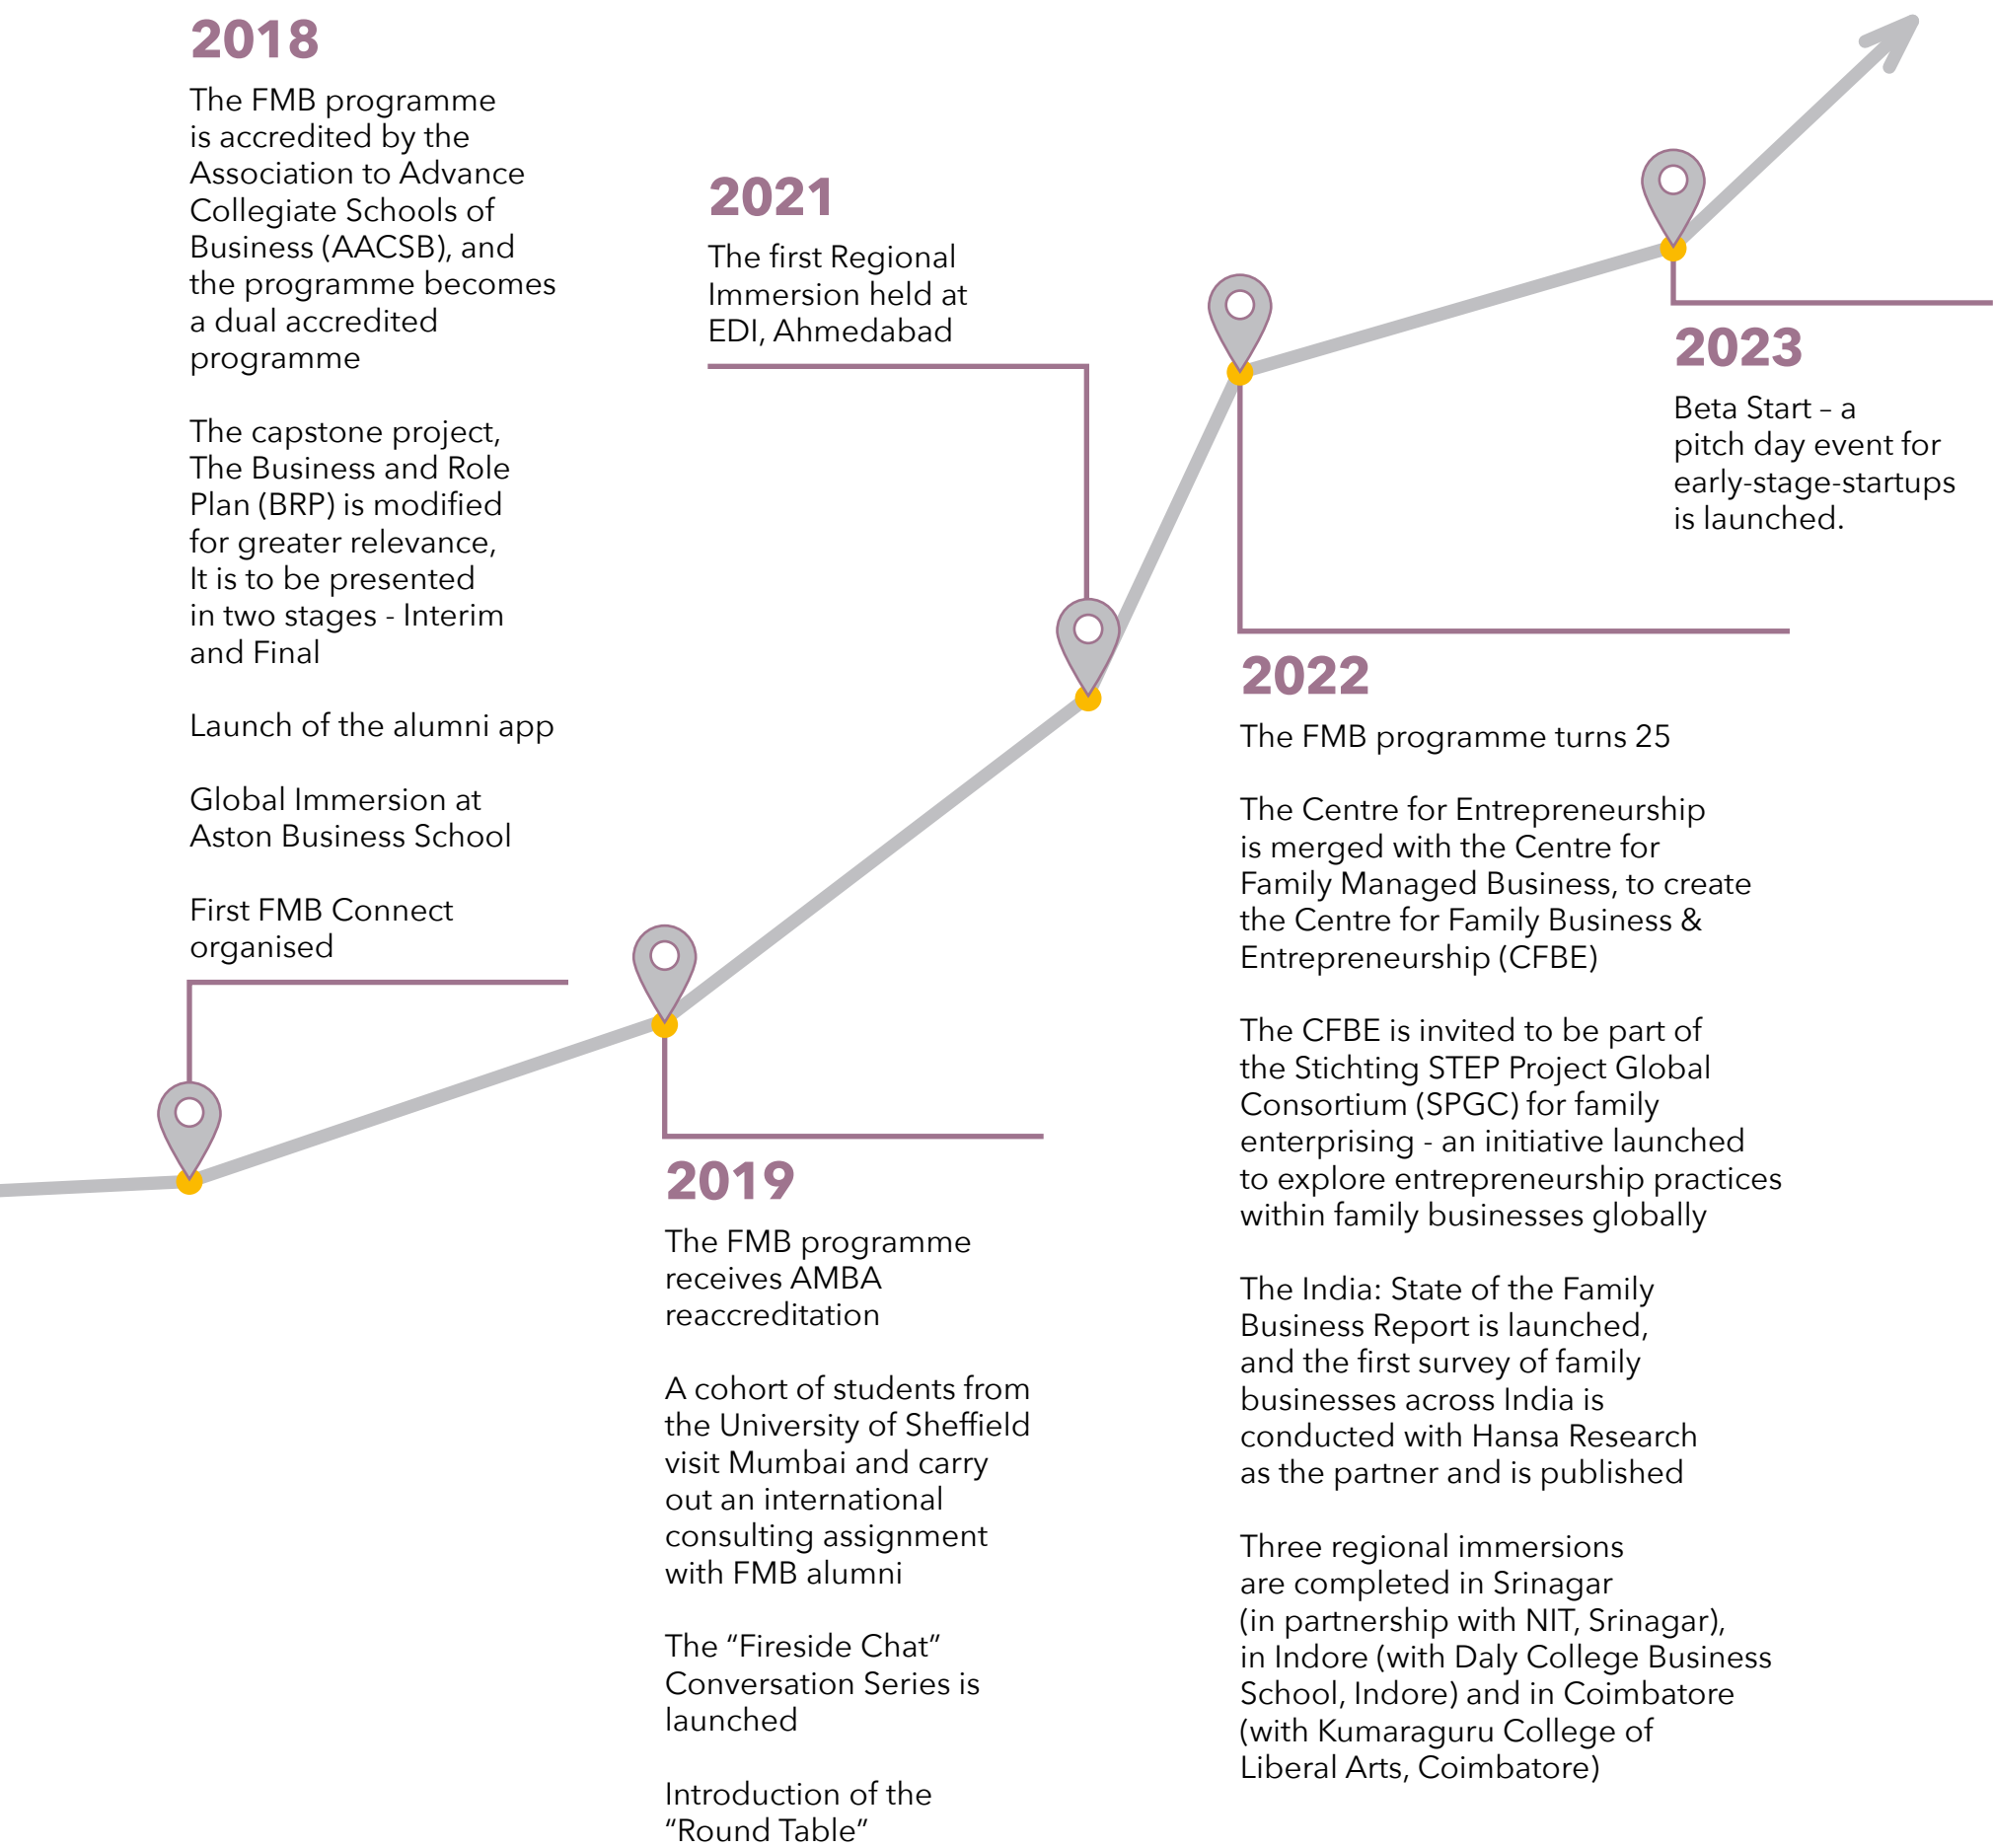 2018
The FMB programme
is accredited by the
Association to Advance
Collegiate Schools of
Business (AACSB), and
the programme becomes
a dual accredited
programme
The capstone project,
The Business and Role
Plan (BRP) is modified
for greater relevance,
It is to be presented
in two stages - Interim
and Final
Launch of the alumni app
Global Immersion at
Aston Business School
First FMB Connect
organised
2019
The FMB programme
receives AMBA
reaccreditation
A cohort of students from
the University of Sheffield
visit Mumbai and carry
out an international
consulting assignment
with FMB alumni
The “Fireside Chat”
Conversation Series is
launched
Introduction of the
“Round Table”
2021
The first Regional
Immersion held at
EDI, Ahmedabad
2022
The FMB programme turns 25
The Centre for Entrepreneurship
is merged with the Centre for
Family Managed Business, to create
the Centre for Family Business &
Entrepreneurship (CFBE)
The CFBE is invited to be part of
the Stichting STEP Project Global
Consortium (SPGC) for family
enterprising - an initiative launched
to explore entrepreneurship practices
within family businesses globally
The India: State of the Family
Business Report is launched,
and the first survey of family
businesses across India is
conducted with Hansa Research
as the partner and is published
Three regional immersions
are completed in Srinagar
(in partnership with NIT, Srinagar),
in Indore (with Daly College Business
School, Indore) and in Coimbatore
(with Kumaraguru College of
Liberal Arts, Coimbatore)
2023
Beta Start – a
pitch day event for
early-stage-startups
is launched.